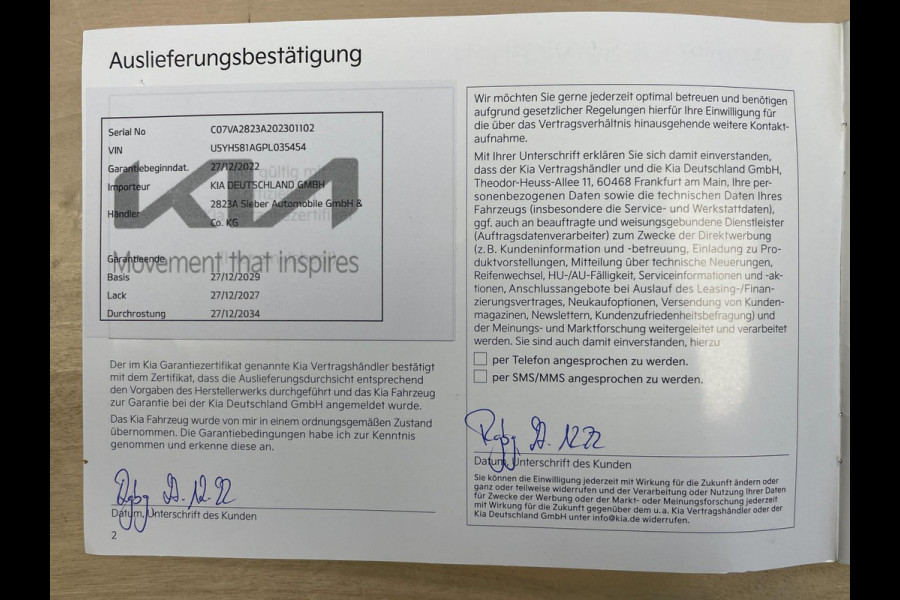 Auslieferungsbestätigung
Serial No C07VA2823A202301102
VIN U5YH581AGPL035454
Garantiebeginndat. 27/12/2022
Importeur KIA DEUTSCHLAND GMBH
Händler 2823A Sieber Automobile GmbH &
Co. KG
KIA
Movement that inspires
Garantieende
Basis 27/12/2029
Lack 27/12/2027
Durchrostung 27/12/2034
Der im Kia Garantiezertifikat genannte Kia Vertragshändler bestätigt
mit dem Zertifikat, dass die Auslieferungsdurchsicht entsprechend
den Vorgaben des Herstellerwerks durchgeführt und das Kia Fahrzeug
zur Garantie bei der Kia Deutschland GmbH angemeldet wurde.
Das Kia Fahrzeug wurde von mir in einem ordnungsgemäßen Zustand
übernommen. Die Garantiebedingungen habe ich zur Kenntnis
genommen und erkenne diese an.
Datum, Unterschrift des Kunden
2
Wir möchten Sie gerne jederzeit optimal betreuen und benötigen
aufgrund gesetzlicher Regelungen hierfür Ihre Einwilligung für
die über das Vertragsverhältnis hinausgehende weitere Kontakt-
aufnahme.
Mit Ihrer Unterschrift erklären Sie sich damit einverstanden,
dass der Kia Vertragshändler und die Kia Deutschland GmbH,
Theodor-Heuss-Allee 11, 60468 Frankfurt am Main, Ihre per-
sonenbezogenen Daten sowie die technischen Daten Ihres
Fahrzeugs (insbesondere die Service- und Werkstattdaten),
ggf. auch an beauftragte und weisungsgebundene Dienstleister
(Auftragsdatenverarbeiter) zum Zwecke der Direktwerbung
(z.B. Kundeninformation und -betreuung, Einladung zu Pro-
duktvorstellungen, Mitteilung über technische Neuerungen,
Reifenwechsel, HU-/AU-Fälligkeit, Serviceinformationen und -ak-
tionen, Anschlussangebote bei Auslauf des Leasing-/Finan-
zierungsvertrages, Neukaufoptionen, Versendung von Kunden-
magazinen, Newslettern, Kundenzufriedenheitsbefragung) und
der Meinungs- und Marktforschung weitergeleitet und verarbeitet
werden. Sie sind auch damit einverstanden, hierzu
per Telefon angesprochen zu werden.
per SMS/MMS angesprochen zu werden.
Datum, Unterschrift des Kunden
Sie können die Einwilligung jederzeit mit Wirkung für die Zukunft ändern oder
ganz oder teilweise widerrufen und der Verarbeitung oder Nutzung Ihrer Daten
für Zwecke der Werbung oder der Markt- oder Meinungsforschung jederzeit
mit Wirkung für die Zukunft gegenüber dem u.a. Kia Vertragshändler oder der
Kia Deutschland GmbH unter info@kia.de widerrufen.